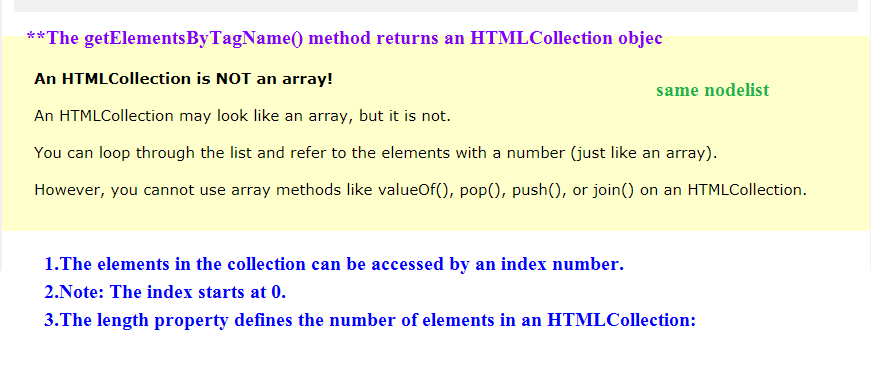 **The getElementsByTagName() method returns an HTMLCollection objec
An HTMLCollection is NOT an array!
same nodelist
An HTMLCollection may look like an array, but it is not.
You can loop through the list and refer to the elements with a number (just like an array).
However, you cannot use array methods like valueOf(), pop(), push(), or join() on an HTMLCollection.
1.The elements in the collection can be accessed by an index number.
2.Note: The index starts at 0.
3.The length property defines the number of elements in an HTMLCollection: